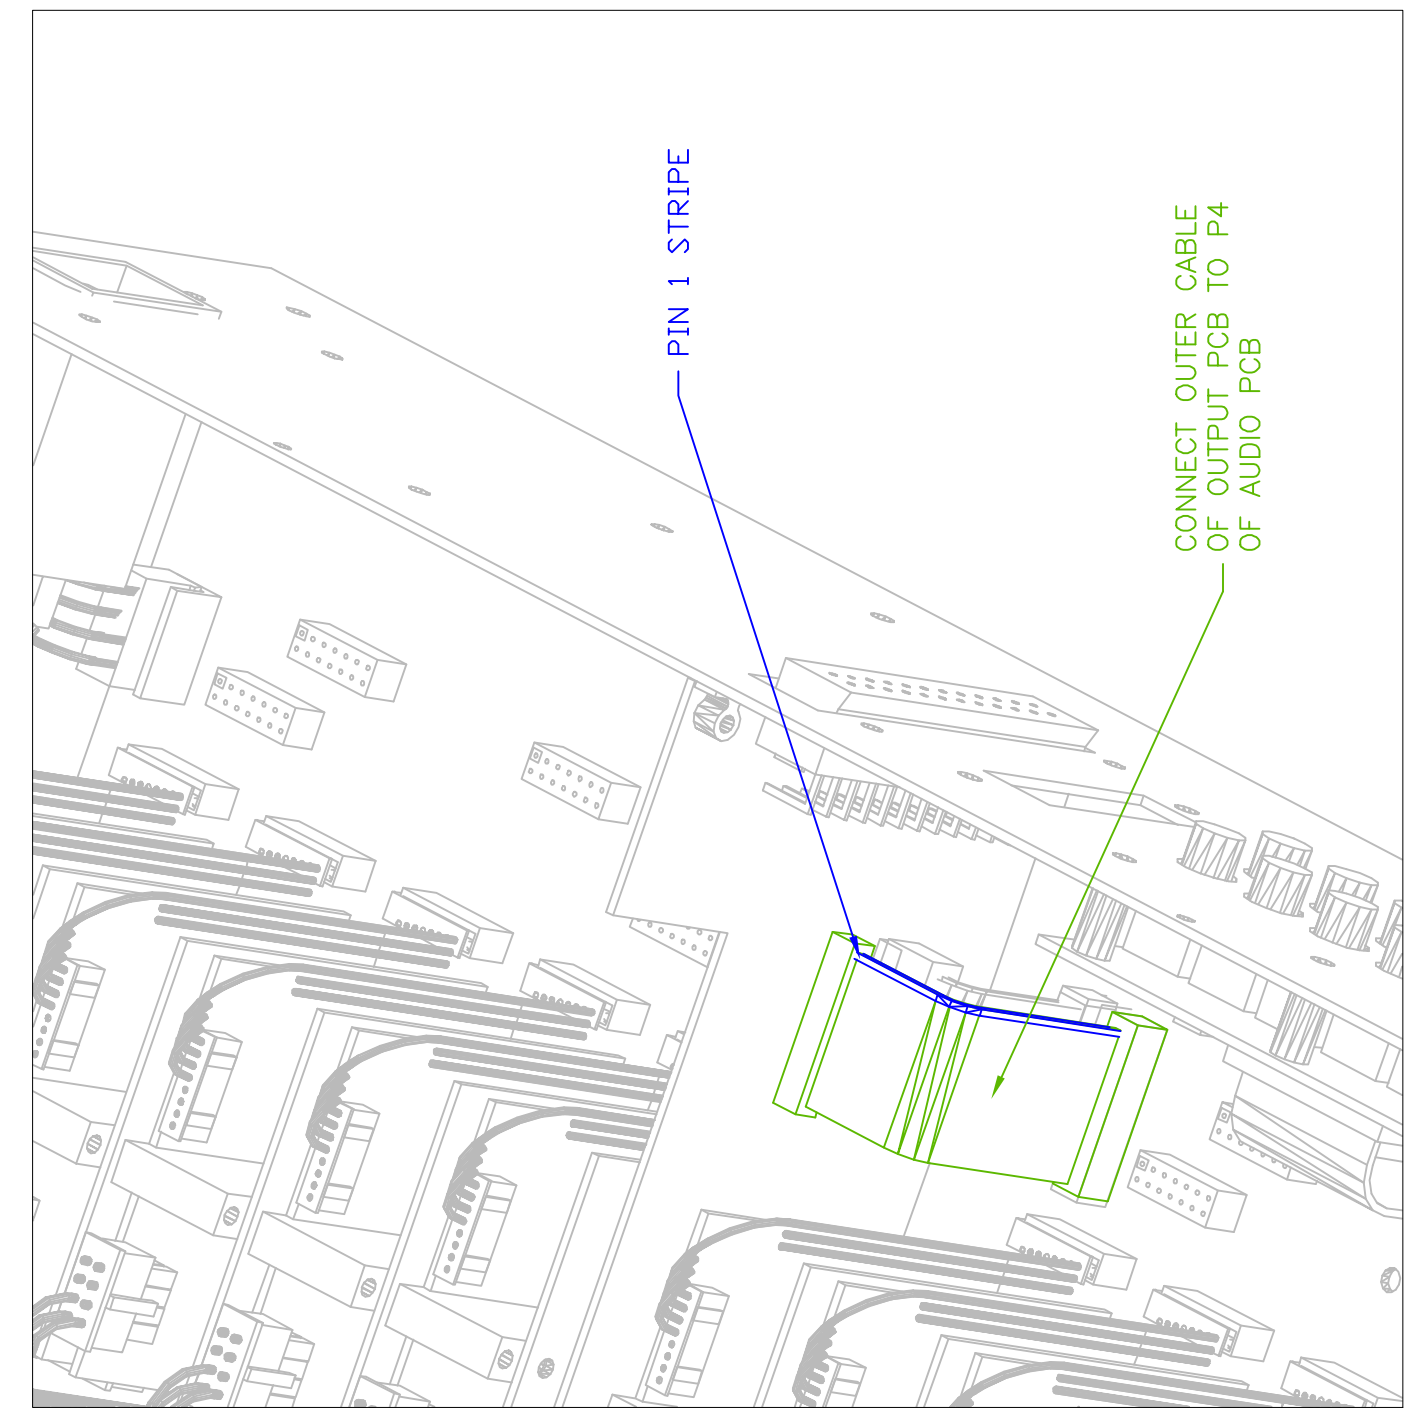 PIN 1 STRIPE
CONNECT OUTER CABLE
OF OUTPUT PCB TO P4
OF AUDIO PCB